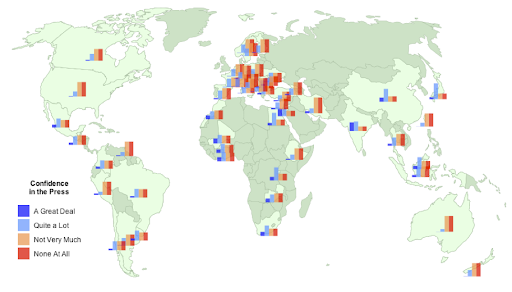 Confidence
In the Press
A Great Deal
Quite a Lot
Not Very Much
None At All